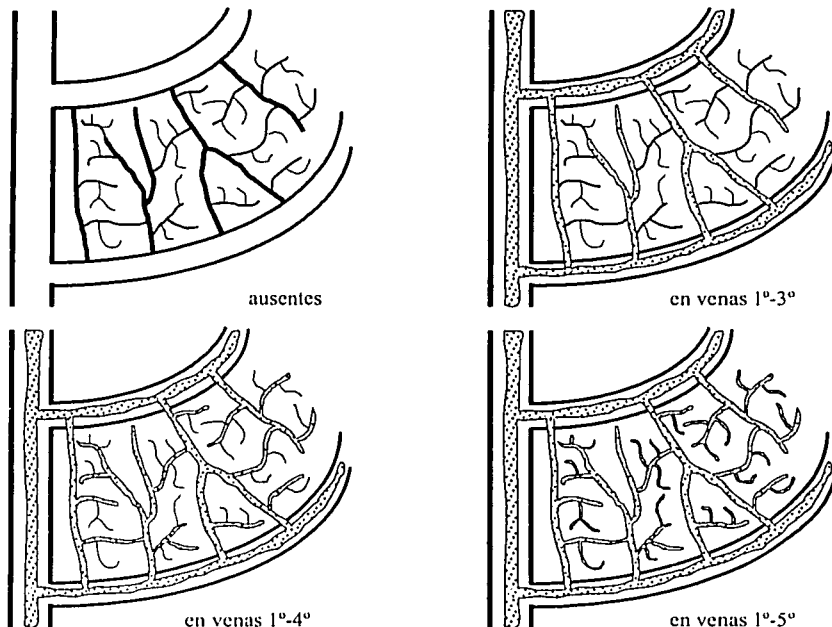 ausentes
en venas 1º-3º
en venas 1º-4º
en venas 1º-5º